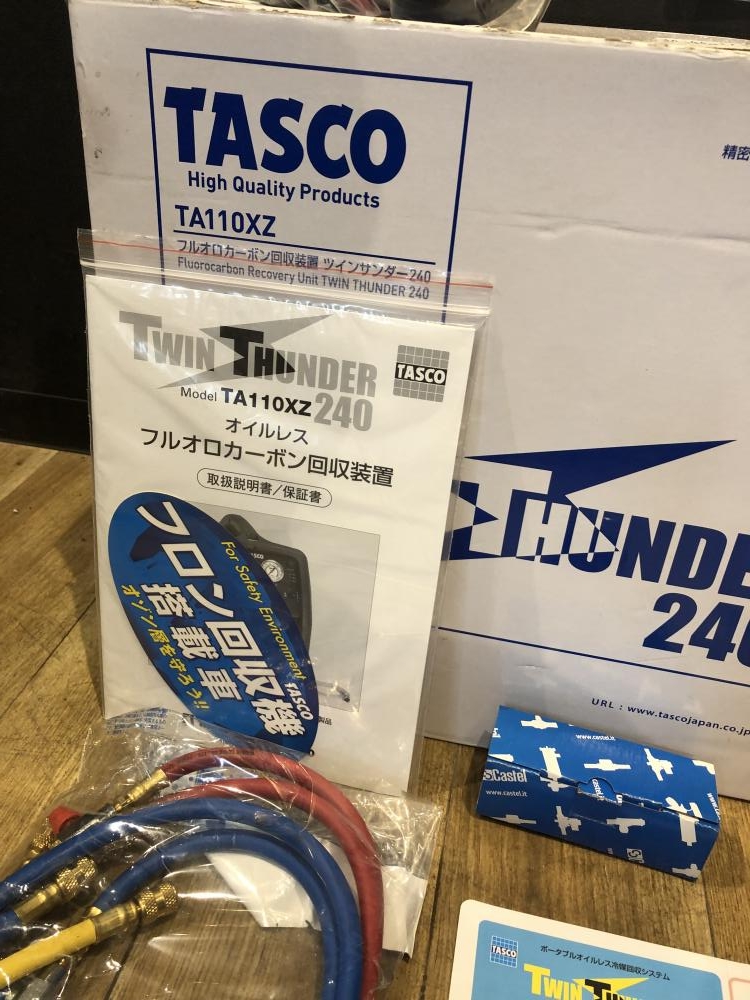 TASCO
High Quality Products
TA110XZ
フルオロカーボン回収装置 ツインサンダー240
Fluorocarbon Recovery Unit TWIN THUNDER 240
精密
TWIN THUNDER
240
TASCO
Model TA110XZ
オイルレス
フルオロカーボン回収装置
取扱説明書/保証書
For Safety Environment
フロン回収機
搭載車
オゾン層を守ろう!!
TASCO
THUNDE
240
URL : www.tascojapan.co.jp
www.castel.it
Castel
www.castel.it
TASCO
ポータブルオイルレス冷媒回収システム
TWIN THUNDE